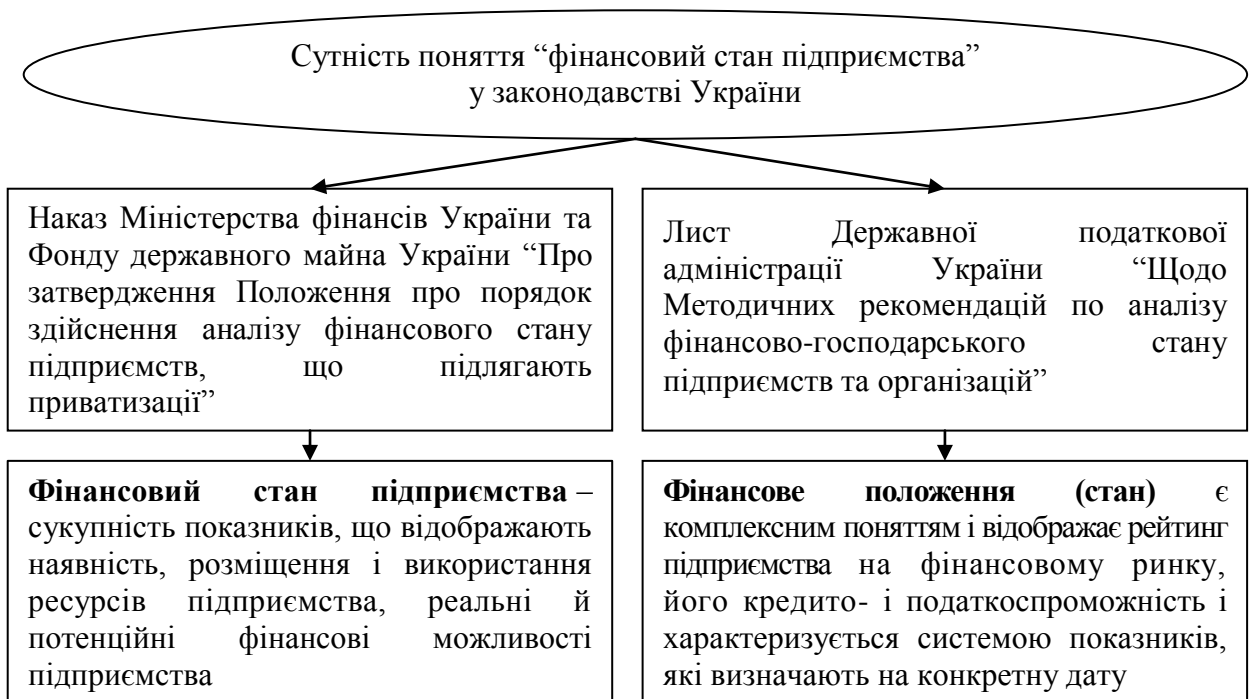 Сутність поняття “фінансовий стан підприємства”
у законодавстві України
Наказ Міністерства фінансів України та
Фонду державного майна України “Про
затвердження Положення про порядок
здійснення аналізу фінансового стану
підприємств, що підлягають
приватизації”
Лист Державної податкової
адміністрації України “Щодо
Методичних рекомендацій по аналізу
фінансово-господарського стану
підприємств та організацій”
Фінансовий стан підприємства –
сукупність показників, що відображають
наявність, розміщення і використання
ресурсів підприємства, реальні й
потенційні фінансові можливості
підприємства
Фінансове положення (стан) є
комплексним поняттям і відображає рейтинг
підприємства на фінансовому ринку,
його кредито- і податкоспроможність і
характеризується системою показників,
які визначають на конкретну дату